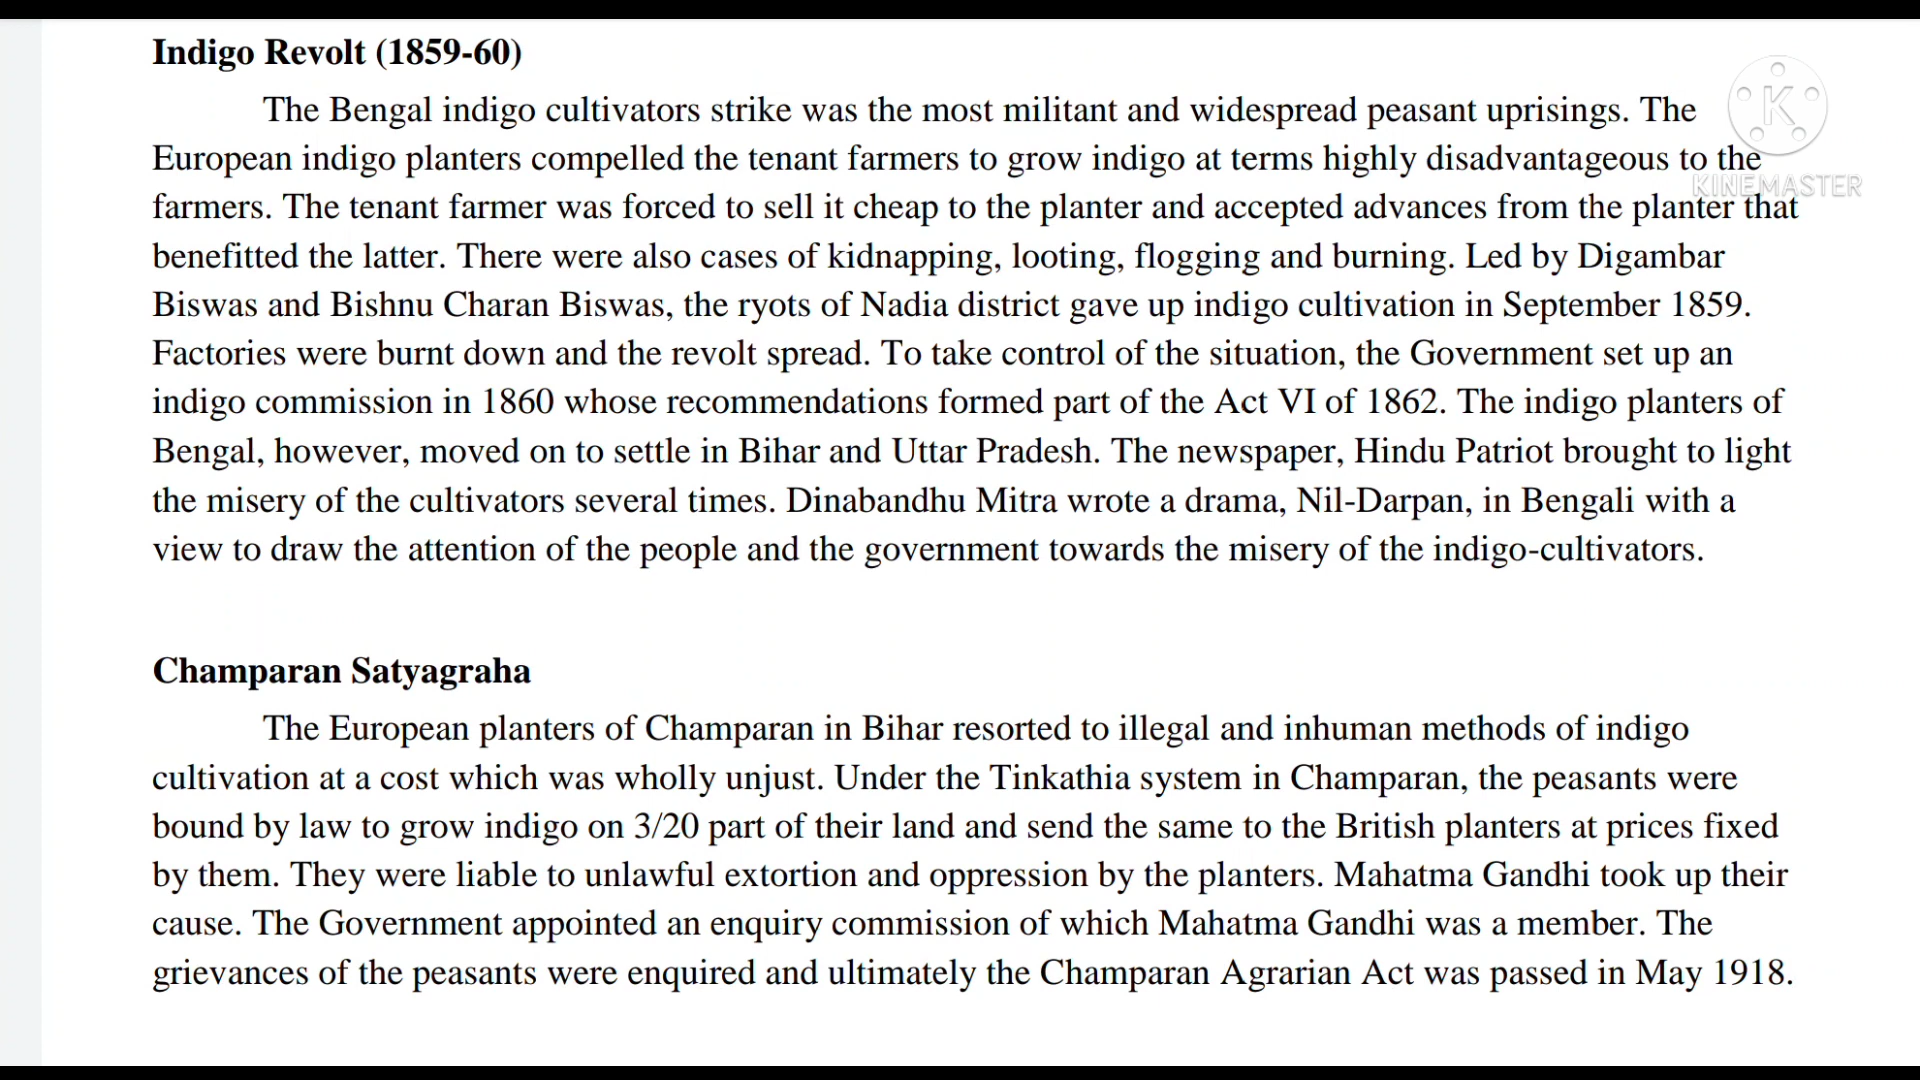 Indigo Revolt (1859-60)
The Bengal indigo cultivators strike was the most militant and widespread peasant uprisings. The
European indigo planters compelled the tenant farmers to grow indigo at terms highly disadvantageous to the
farmers. The tenant farmer was forced to sell it cheap to the planter and accepted advances from the planter that
benefitted the latter. There were also cases of kidnapping, looting, flogging and burning. Led by Digambar
Biswas and Bishnu Charan Biswas, the ryots of Nadia district gave up indigo cultivation in September 1859.
Factories were burnt down and the revolt spread. To take control of the situation, the Government set up an
indigo commission in 1860 whose recommendations formed part of the Act VI of 1862. The indigo planters of
Bengal, however, moved on to settle in Bihar and Uttar Pradesh. The newspaper, Hindu Patriot brought to light
the misery of the cultivators several times. Dinabandhu Mitra wrote a drama, Nil-Darpan, in Bengali with a
view to draw the attention of the people and the government towards the misery of the indigo-cultivators.
Champaran Satyagraha
The European planters of Champaran in Bihar resorted to illegal and inhuman methods of indigo
cultivation at a cost which was wholly unjust. Under the Tinkathia system in Champaran, the peasants were
bound by law to grow indigo on 3/20 part of their land and send the same to the British planters at prices fixed
by them. They were liable to unlawful extortion and oppression by the planters. Mahatma Gandhi took up their
cause. The Government appointed an enquiry commission of which Mahatma Gandhi was a member. The
grievances of the peasants were enquired and ultimately the Champaran Agrarian Act was passed in May 1918.
K
KINEMASTER